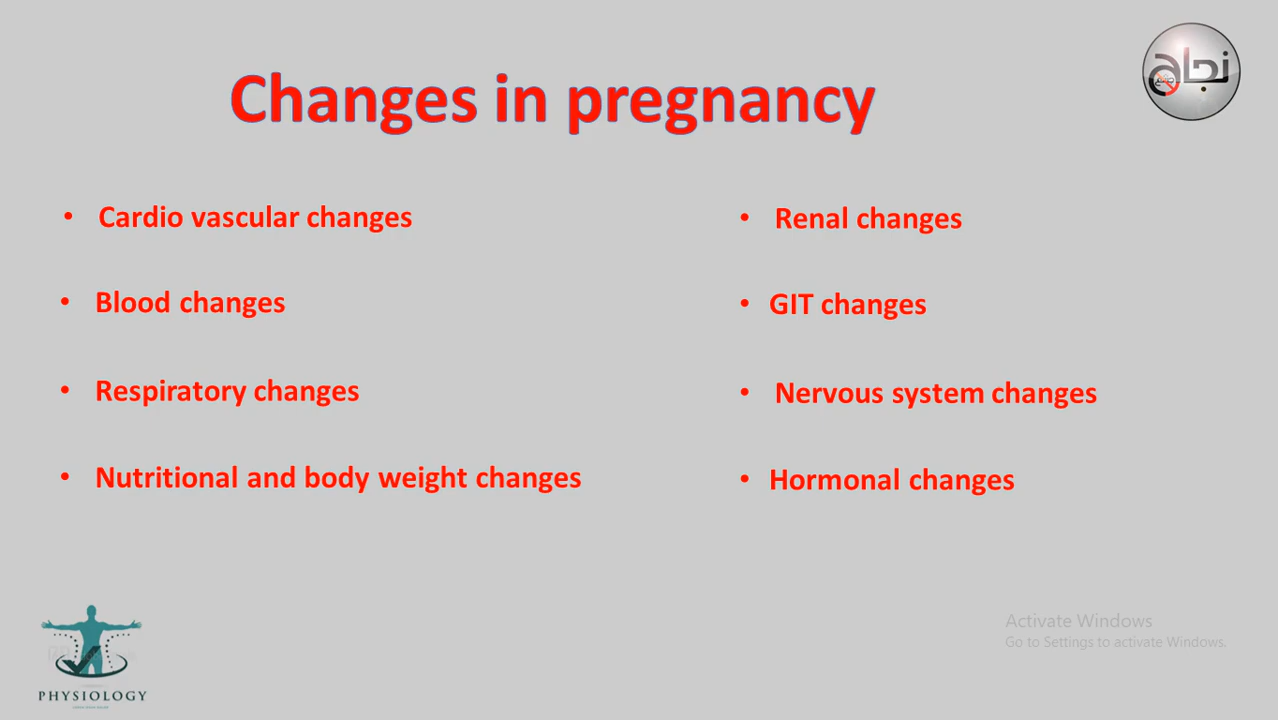 Changes in pregnancy
• Cardio vascular changes
• Blood changes
• Respiratory changes
• Nutritional and body weight changes
• Renal changes
• GIT changes
• Nervous system changes
• Hormonal changes
Activate Windows
Go to Settings to activate Windows.
PHYSIOLOGY